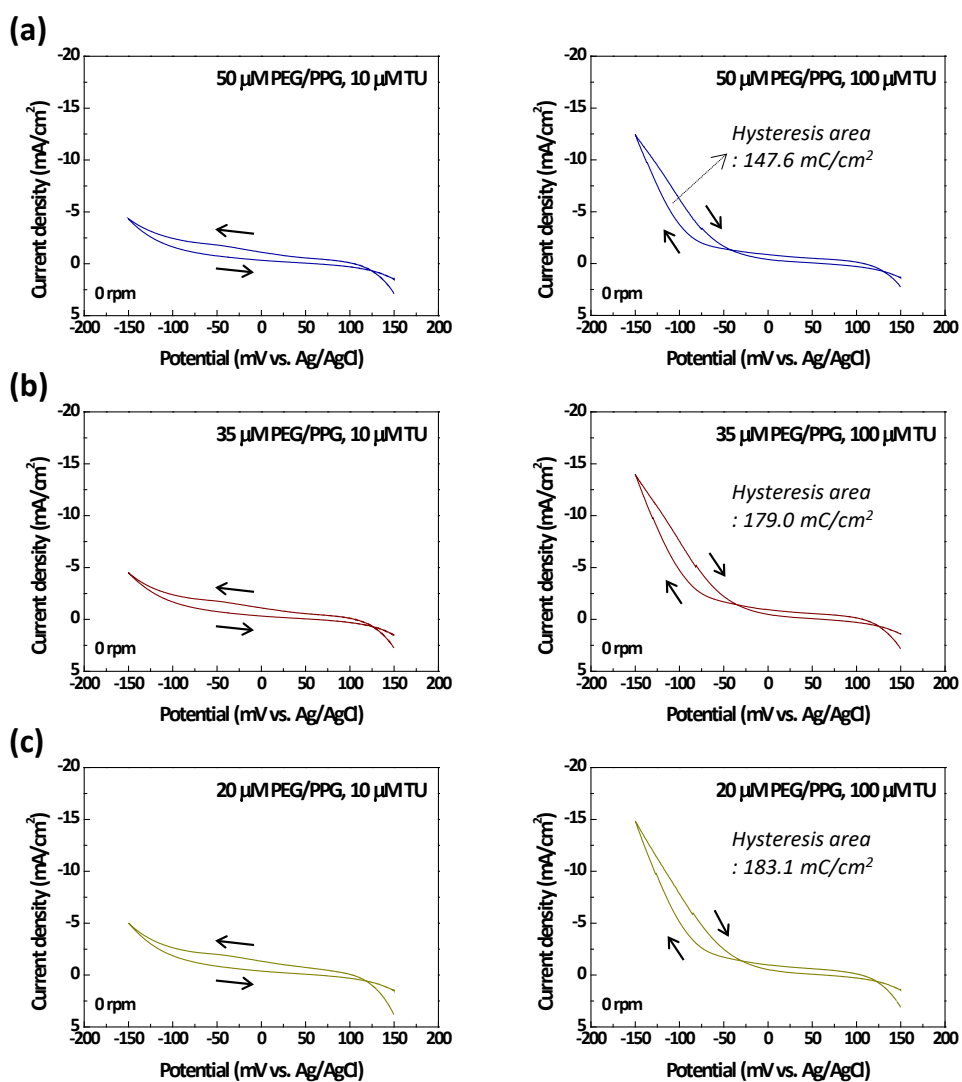 (a)
50 µM PEG/PPG, 10 µM TU
Current density (mA/cm²)
-20
-15
-10
-5
0
5
0 rpm
-200 -150 -100 -50 0 50 100 150 200
Potential (mV vs. Ag/AgCl)
50 µM PEG/PPG, 100 µM TU
Hysteresis area
: 147.6 mC/cm²
Current density (mA/cm²)
-20
-15
-10
-5
0
5
0 rpm
-200 -150 -100 -50 0 50 100 150 200
Potential (mV vs. Ag/AgCl)
(b)
35 µM PEG/PPG, 10 µM TU
Current density (mA/cm²)
-20
-15
-10
-5
0
5
0 rpm
-200 -150 -100 -50 0 50 100 150 200
Potential (mV vs. Ag/AgCl)
35 µM PEG/PPG, 100 µM TU
Hysteresis area
: 179.0 mC/cm²
Current density (mA/cm²)
-20
-15
-10
-5
0
5
0 rpm
-200 -150 -100 -50 0 50 100 150 200
Potential (mV vs. Ag/AgCl)
(c)
20 µM PEG/PPG, 10 µM TU
Current density (mA/cm²)
-20
-15
-10
-5
0
5
0 rpm
-200 -150 -100 -50 0 50 100 150 200
Potential (mV vs. Ag/AgCl)
20 µM PEG/PPG, 100 µM TU
Hysteresis area
: 183.1 mC/cm²
Current density (mA/cm²)
-20
-15
-10
-5
0
5
0 rpm
-200 -150 -100 -50 0 50 100 150 200
Potential (mV vs. Ag/AgCl)